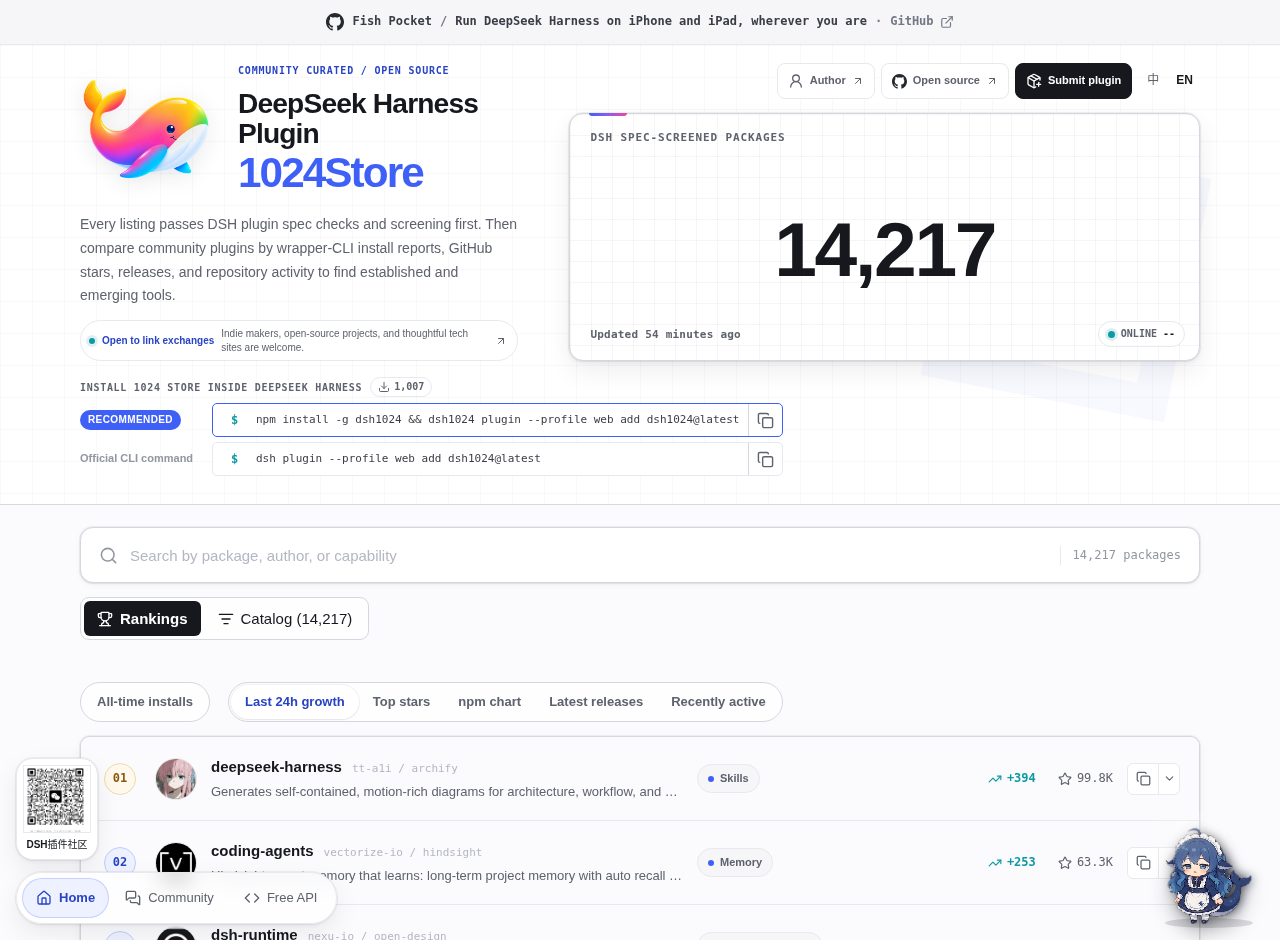 Fish Pocket / Run DeepSeek Harness on iPhone and iPad, wherever you are · GitHub
COMMUNITY CURATED / OPEN SOURCE
DeepSeek Harness
Plugin
1024Store
Author
Open source
Submit plugin
中
EN
Every listing passes DSH plugin spec checks and screening first. Then
compare community plugins by wrapper-CLI install reports, GitHub
stars, releases, and repository activity to find established and
emerging tools.
Open to link exchanges
Indie makers, open-source projects, and thoughtful tech
sites are welcome.
DSH SPEC-SCREENED PACKAGES
14,217
Updated 54 minutes ago
ONLINE --
INSTALL 1024 STORE INSIDE DEEPSEEK HARNESS
1,007
RECOMMENDED
$ npm install -g dsh1024 && dsh1024 plugin --profile web add dsh1024@latest
Official CLI command
$ dsh plugin --profile web add dsh1024@latest
Search by package, author, or capability
14,217 packages
Rankings
Catalog (14,217)
All-time installs
Last 24h growth
Top stars
npm chart
Latest releases
Recently active
01
deepseek-harness tt-a1i / archify
Generates self-contained, motion-rich diagrams for architecture, workflow, and …
Skills
+394
99.8K
02
coding-agents vectorize-io / hindsight
memory that learns: long-term project memory with auto recall …
Memory
+253
63.3K
dsh-runtime nexu-io / open-design
DSH插件社区
Home
Community
Free API